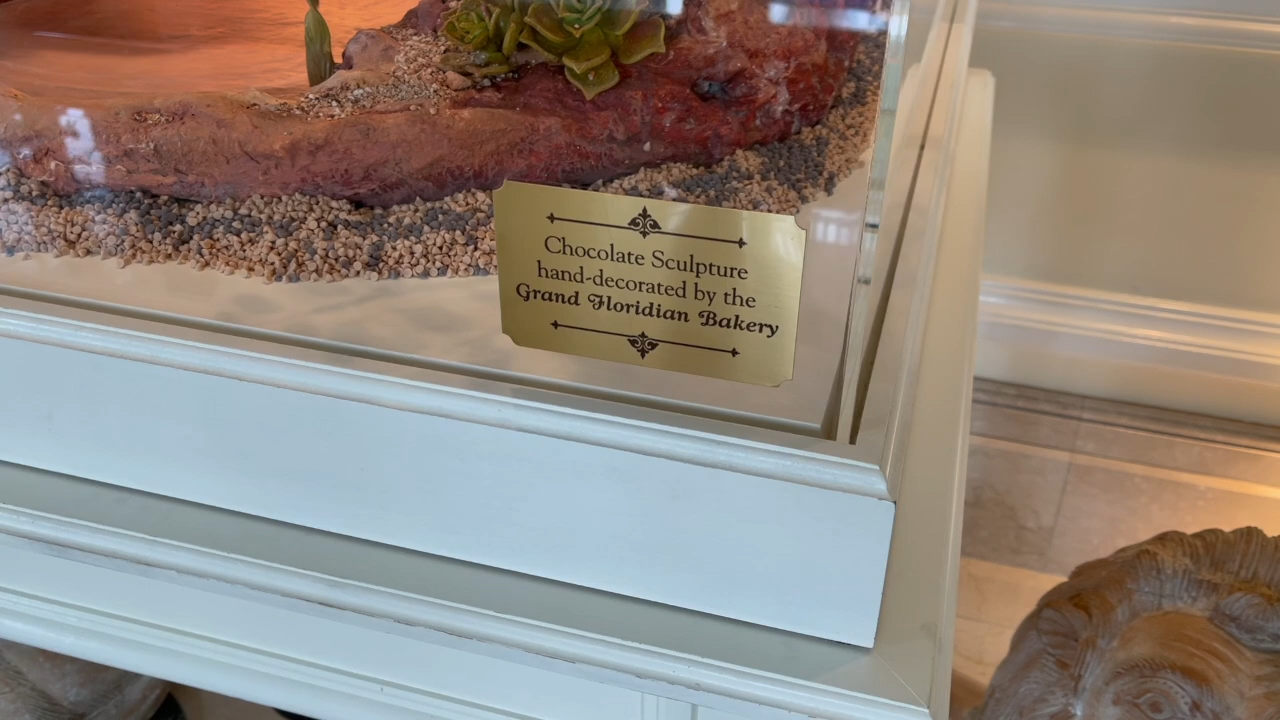 Chocolate Sculpture
hand-decorated by the
Grand Floridian Bakery